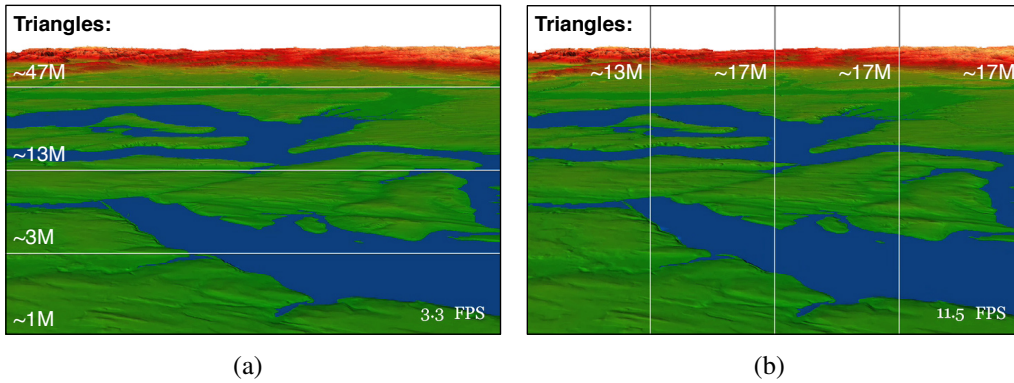 Triangles:
~47M
~13M
~3M
~1M
3.3 FPS
(a)
Triangles:
~13M ~17M ~17M ~17M
11.5 FPS
(b)